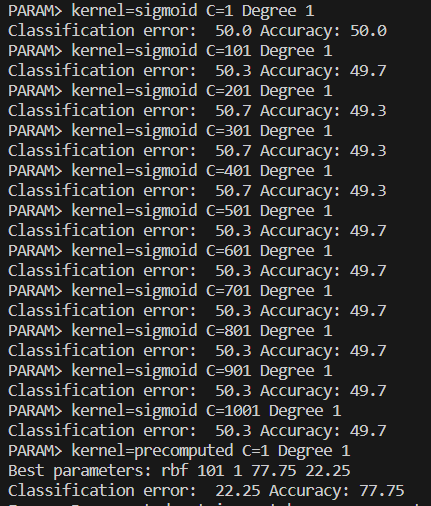 PARAM> kernel=sigmoid C=1 Degree 1
Classification error:  50.0 Accuracy: 50.0
PARAM> kernel=sigmoid C=101 Degree 1
Classification error:  50.3 Accuracy: 49.7
PARAM> kernel=sigmoid C=201 Degree 1
Classification error:  50.7 Accuracy: 49.3
PARAM> kernel=sigmoid C=301 Degree 1
Classification error:  50.7 Accuracy: 49.3
PARAM> kernel=sigmoid C=401 Degree 1
Classification error:  50.7 Accuracy: 49.3
PARAM> kernel=sigmoid C=501 Degree 1
Classification error:  50.3 Accuracy: 49.7
PARAM> kernel=sigmoid C=601 Degree 1
Classification error:  50.3 Accuracy: 49.7
PARAM> kernel=sigmoid C=701 Degree 1
Classification error:  50.3 Accuracy: 49.7
PARAM> kernel=sigmoid C=801 Degree 1
Classification error:  50.3 Accuracy: 49.7
PARAM> kernel=sigmoid C=901 Degree 1
Classification error:  50.3 Accuracy: 49.7
PARAM> kernel=sigmoid C=1001 Degree 1
Classification error:  50.3 Accuracy: 49.7
PARAM> kernel=precomputed C=1 Degree 1
Best parameters: rbf 101 1 77.75 22.25
Classification error:  22.25 Accuracy: 77.75